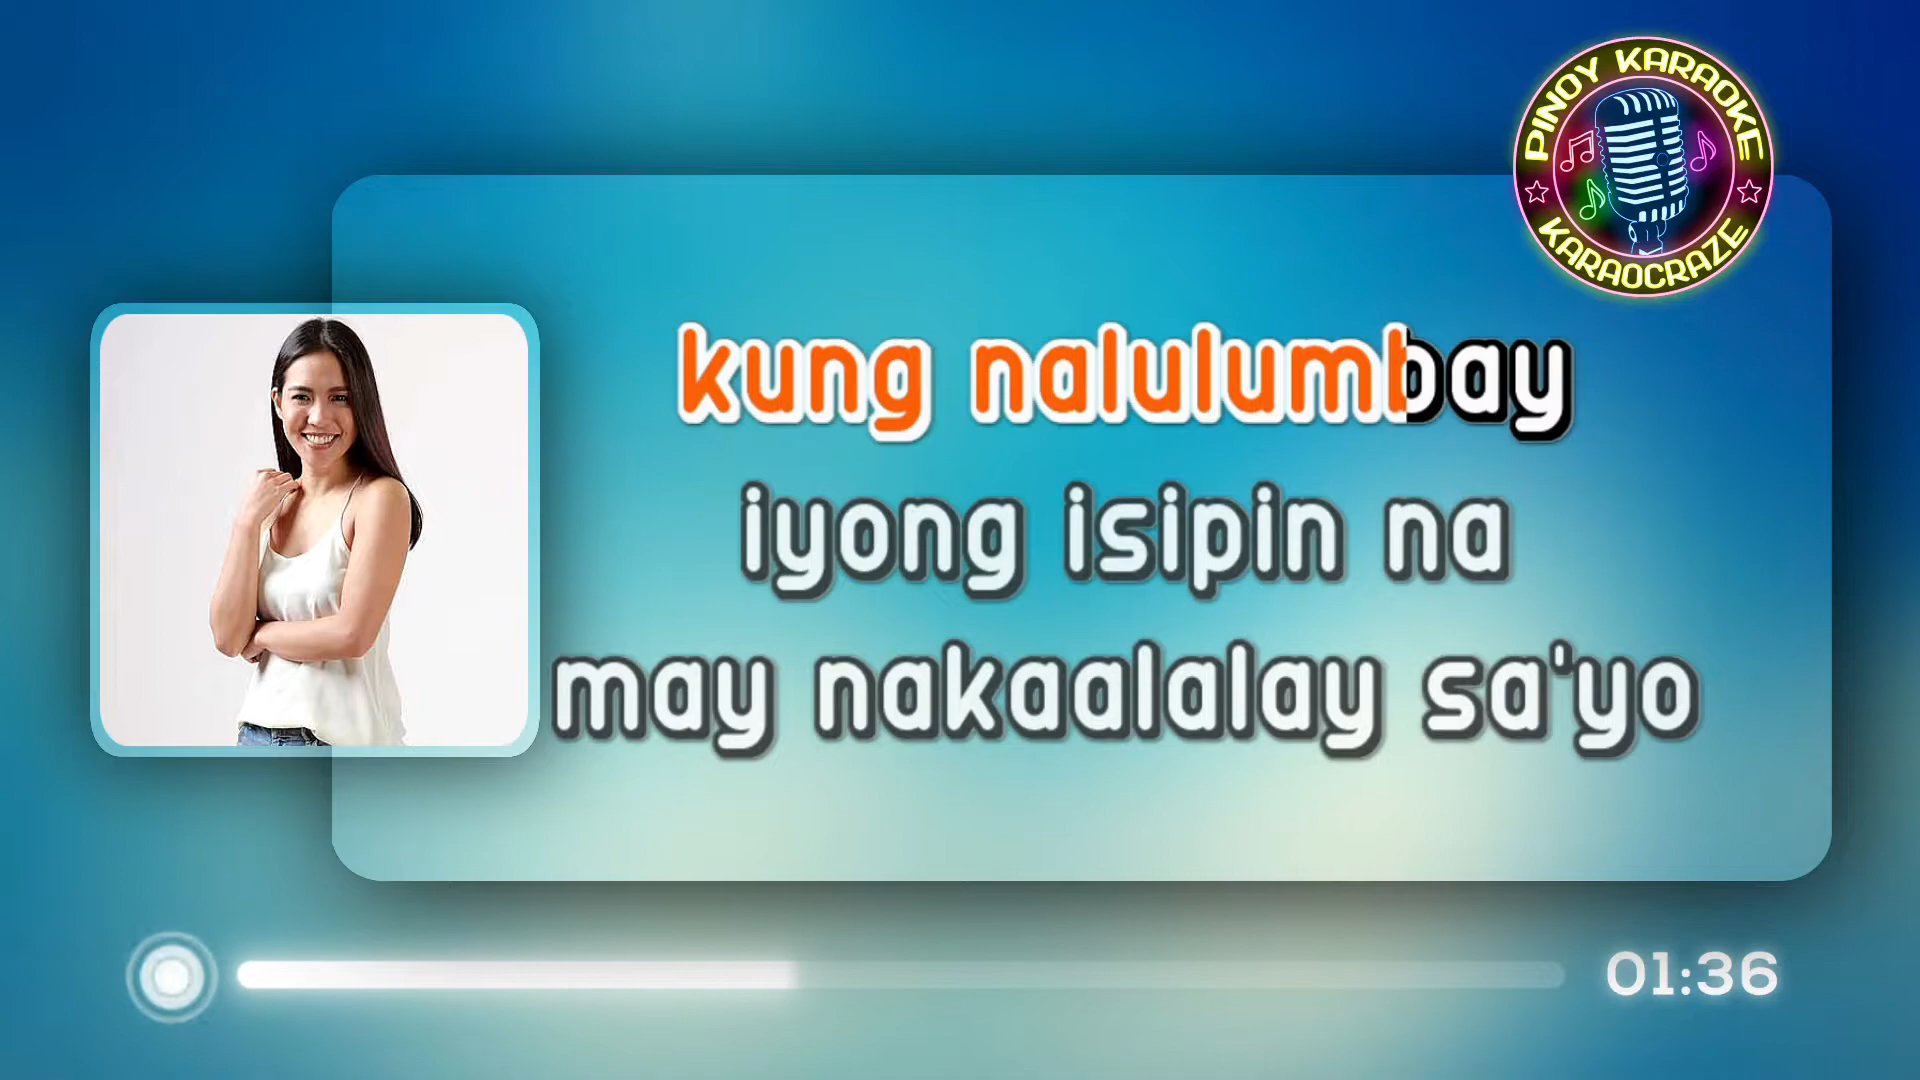 PINOY KARAOKE
KARAOCRAZE
kung nalulumbay
iyong isipin na
may nakaalalay sa'yo
01:36